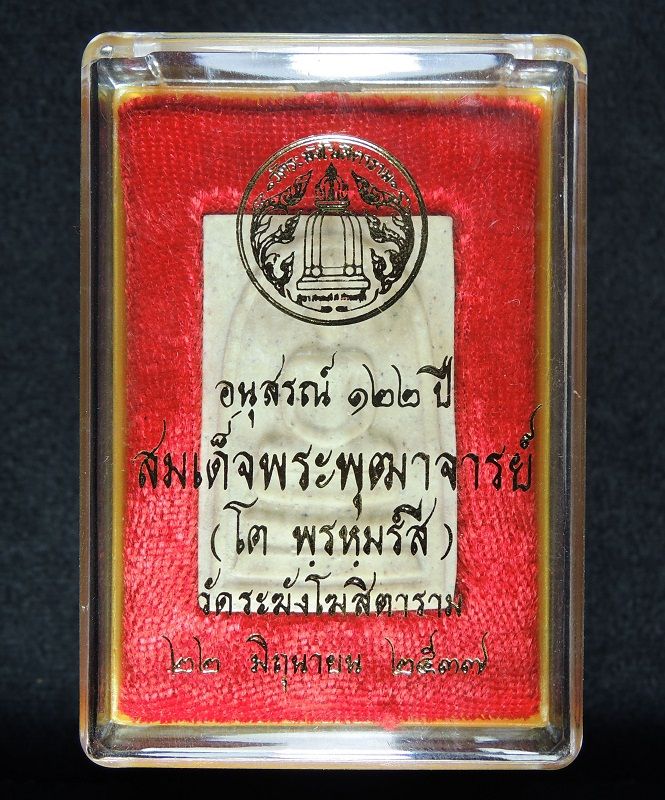 อนุสรณ์ ๑๒๒ ปี
สมเด็จพระพุฒาจารย์
(โต พฺรหฺมรํสี)
วัดระฆังโฆสิตาราม
๒๒ มิถุนายน ๒๕๓๗